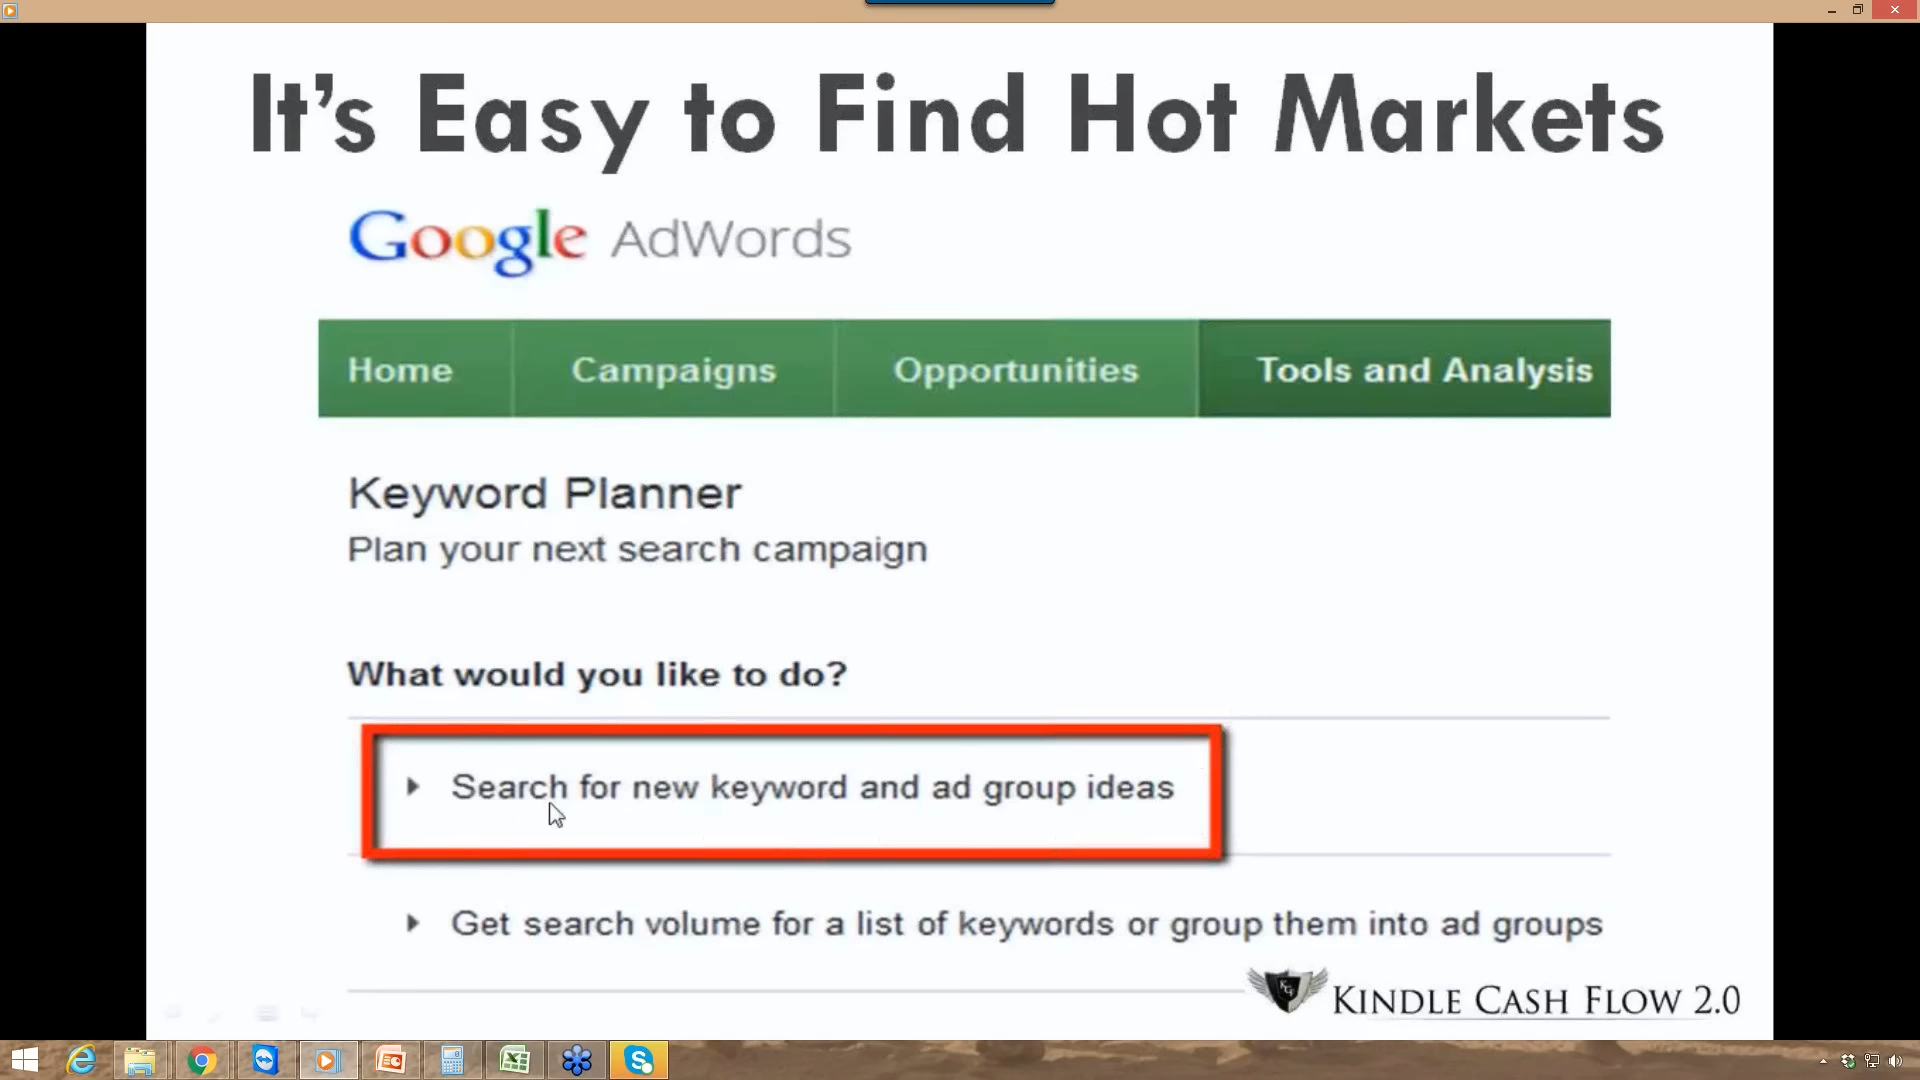 It's Easy to Find Hot Markets
Google AdWords
Home Campaigns Opportunities Tools and Analysis
Keyword Planner
Plan your next search campaign
What would you like to do?
Search for new keyword and ad group ideas
Get search volume for a list of keywords or group them into ad groups
KCF
KINDLE CASH FLOW 2.0